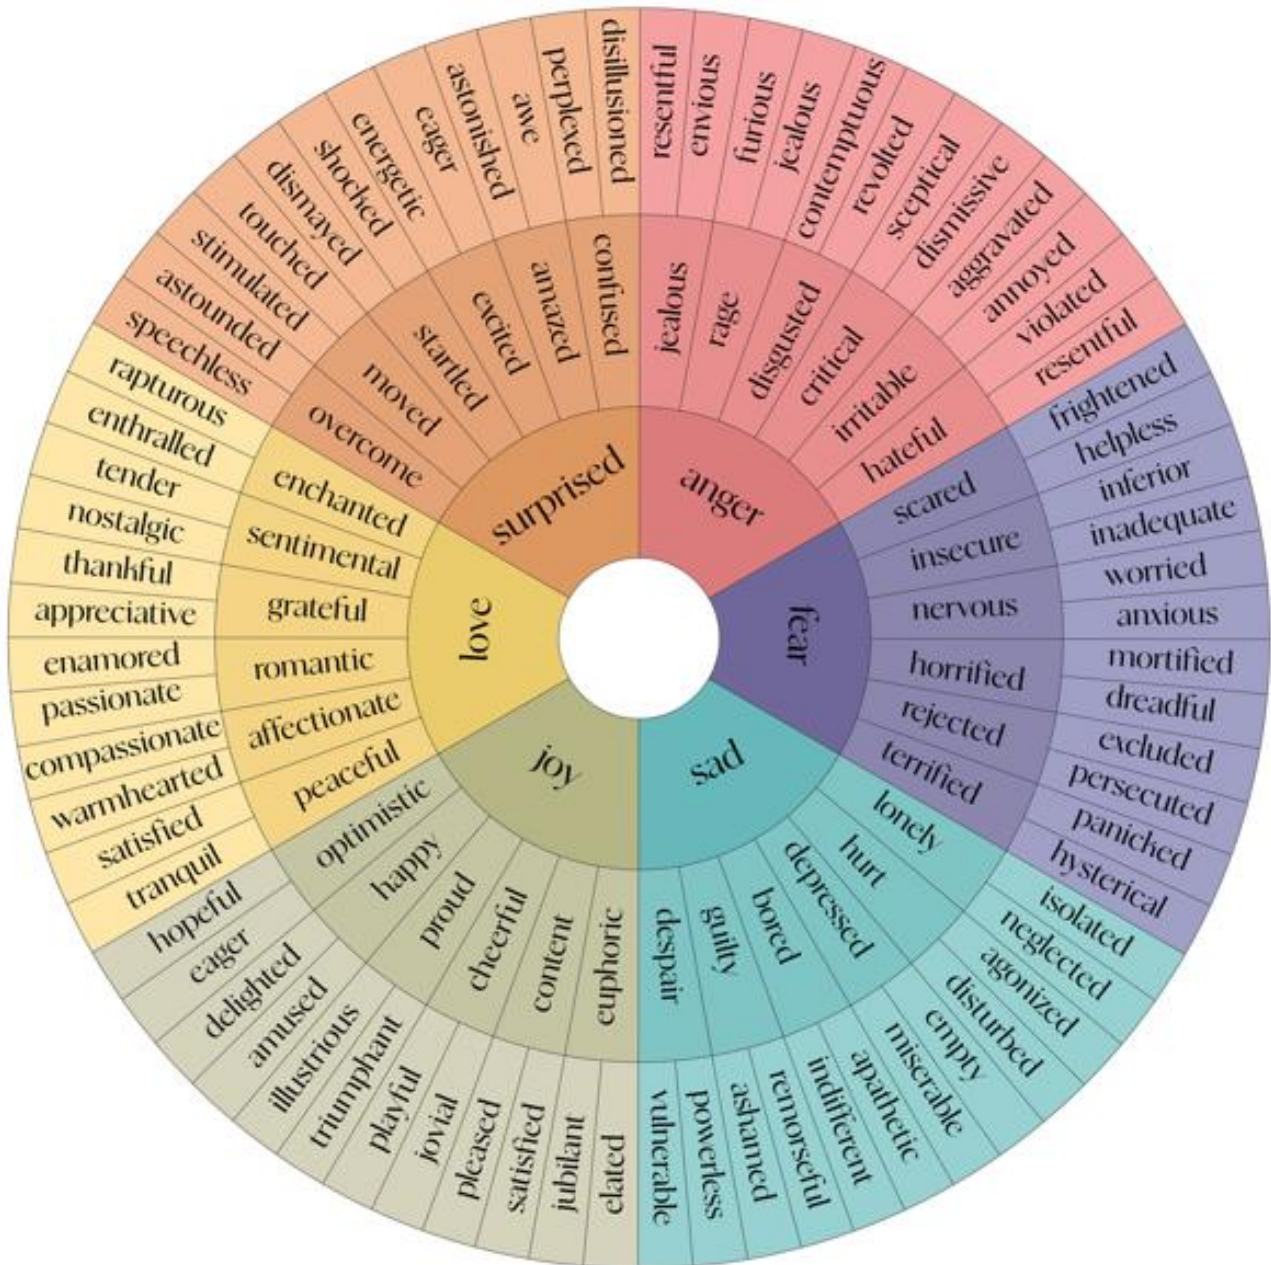 surprised
anger
fear
sad
joy
love
jealous
rage
disgusted
critical
irritable
hateful
scared
insecure
nervous
horrified
rejected
terrified
lonely
hurt
depressed
bored
guilty
despair
euphoric
content
cheerful
proud
happy
optimistic
peaceful
affectionate
romantic
grateful
sentimental
enchanted
overcome
moved
startled
excited
amazed
confused
resentful
envious
furious
jealous
contemptuous
revolted
sceptical
dismissive
aggravated
annoyed
violated
resentful
frightened
helpless
inferior
inadequate
worried
anxious
mortified
dreadful
excluded
persecuted
panicked
hysterical
isolated
neglected
agonized
disturbed
empty
miserable
apathetic
indifferent
remorseful
ashamed
powerless
vulnerable
elated
jubilant
satisfied
pleased
jovial
playful
triumphant
illustrious
amused
delighted
eager
hopeful
tranquil
satisfied
warmhearted
compassionate
passionate
enamored
appreciative
thankful
nostalgic
tender
enthralled
rapturous
speechless
astounded
stimulated
touched
dismayed
shocked
energetic
eager
astonished
awe
perplexed
disillusioned